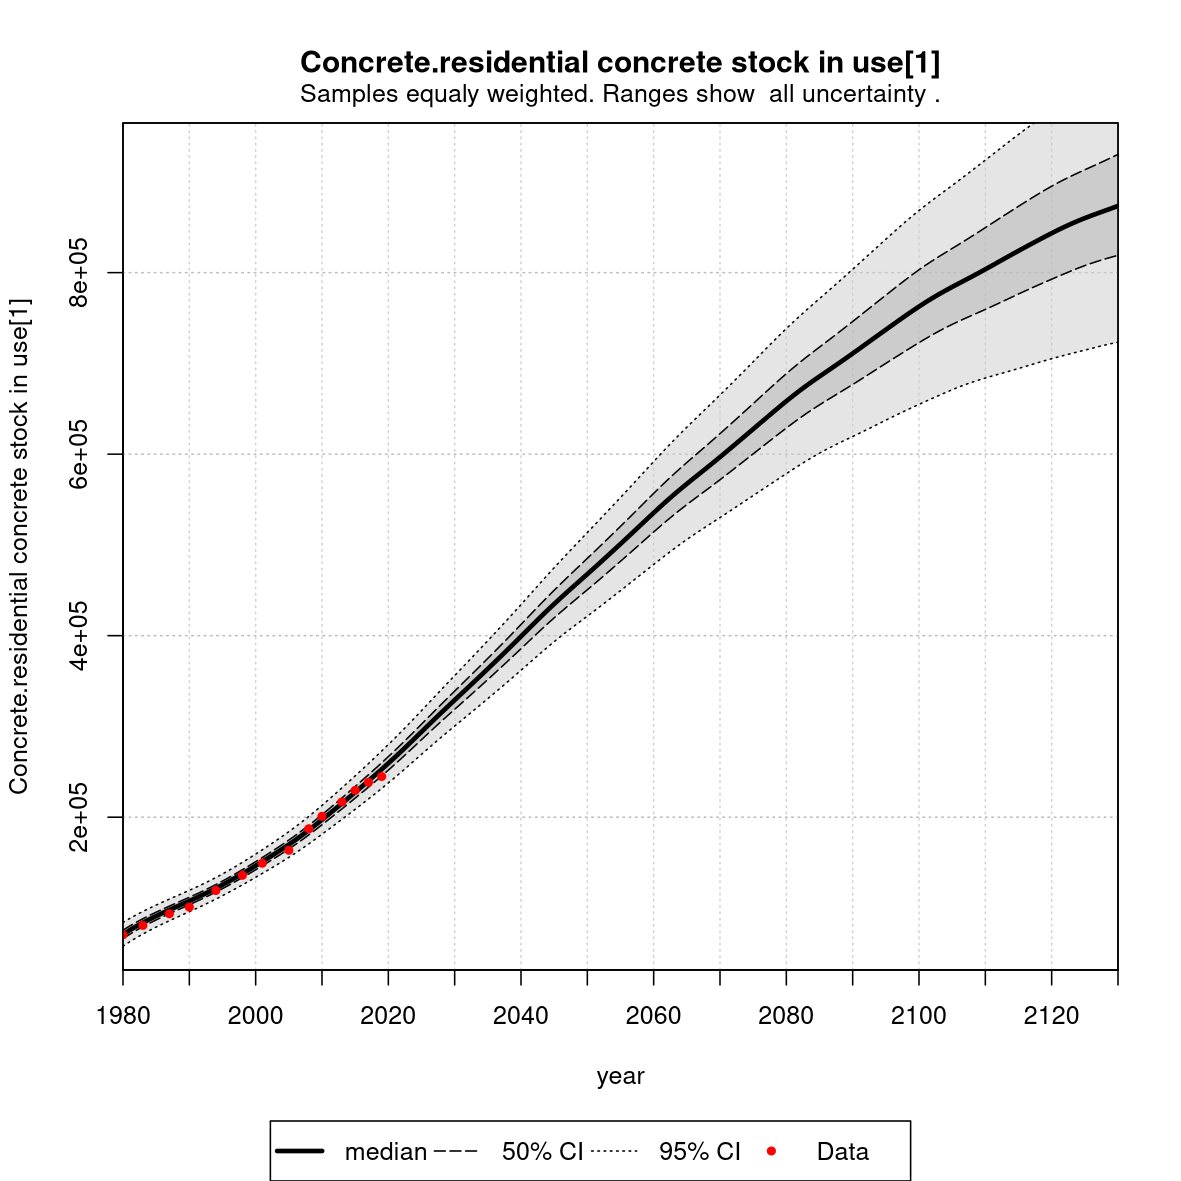 Concrete.residential concrete stock in use[1]
Samples equaly weighted. Ranges show  all uncertainty .
Concrete.residential concrete stock in use[1]
8e+05
6e+05
4e+05
2e+05
1980 2000 2020 2040 2060 2080 2100 2120
year
median 50% CI 95% CI Data